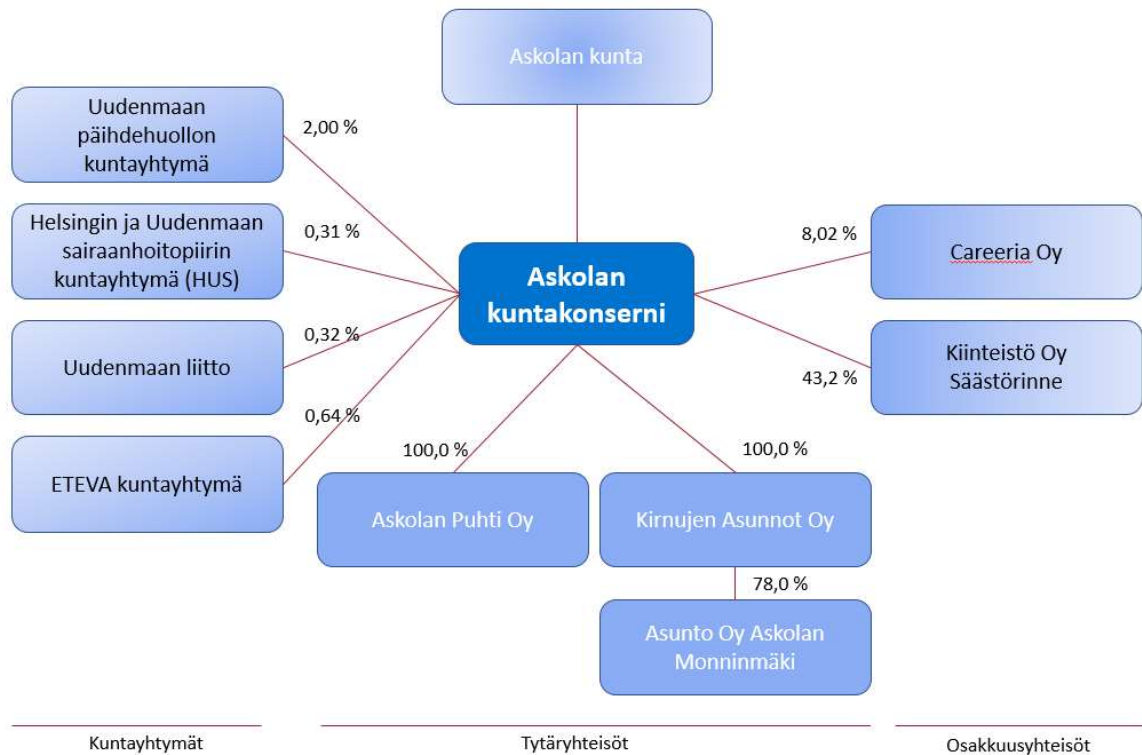 Askolan kunta
Uudenmaan
päihdehuollon
kuntayhtymä
2,00 %
Helsingin ja Uudenmaan
sairaanhoitopiirin
kuntayhtymä (HUS)
0,31 %
Uudenmaan liitto
0,32%
ETEVA kuntayhtymä
0,64 %
Askolan
kuntakonserni
8,02 %
Careeria Oy
43,2 %
Kiinteistö Oy
Säästörinne
100,0 %
Askolan Puhti Oy
100,0 %
Kirnujen Asunnot Oy
78,0 %
Asunto Oy Askolan
Monninmäki
Kuntayhtymät
Tytäryhteisöt
Osakkuusyhteisöt